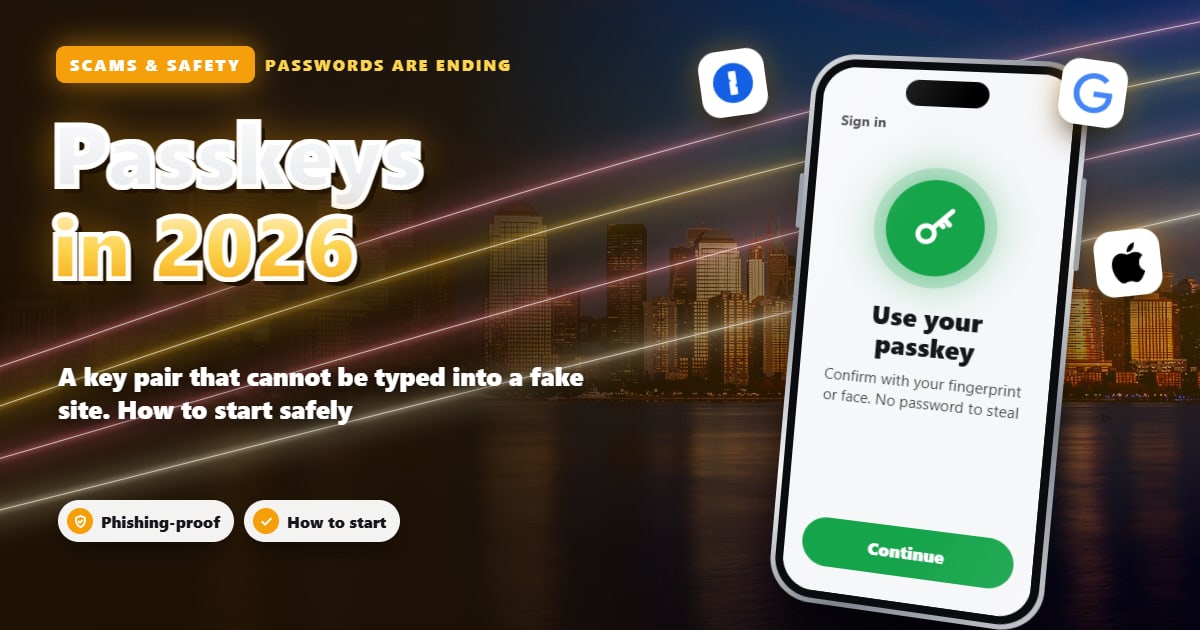 SCAMS & SAFETY PASSWORDS ARE ENDING
Passkeys
in 2026
A key pair that cannot be typed into a fake
site. How to start safely
Phishing-proof How to start
Sign in
Use your
passkey
Confirm with your fingerprint
or face. No password to steal
Continue